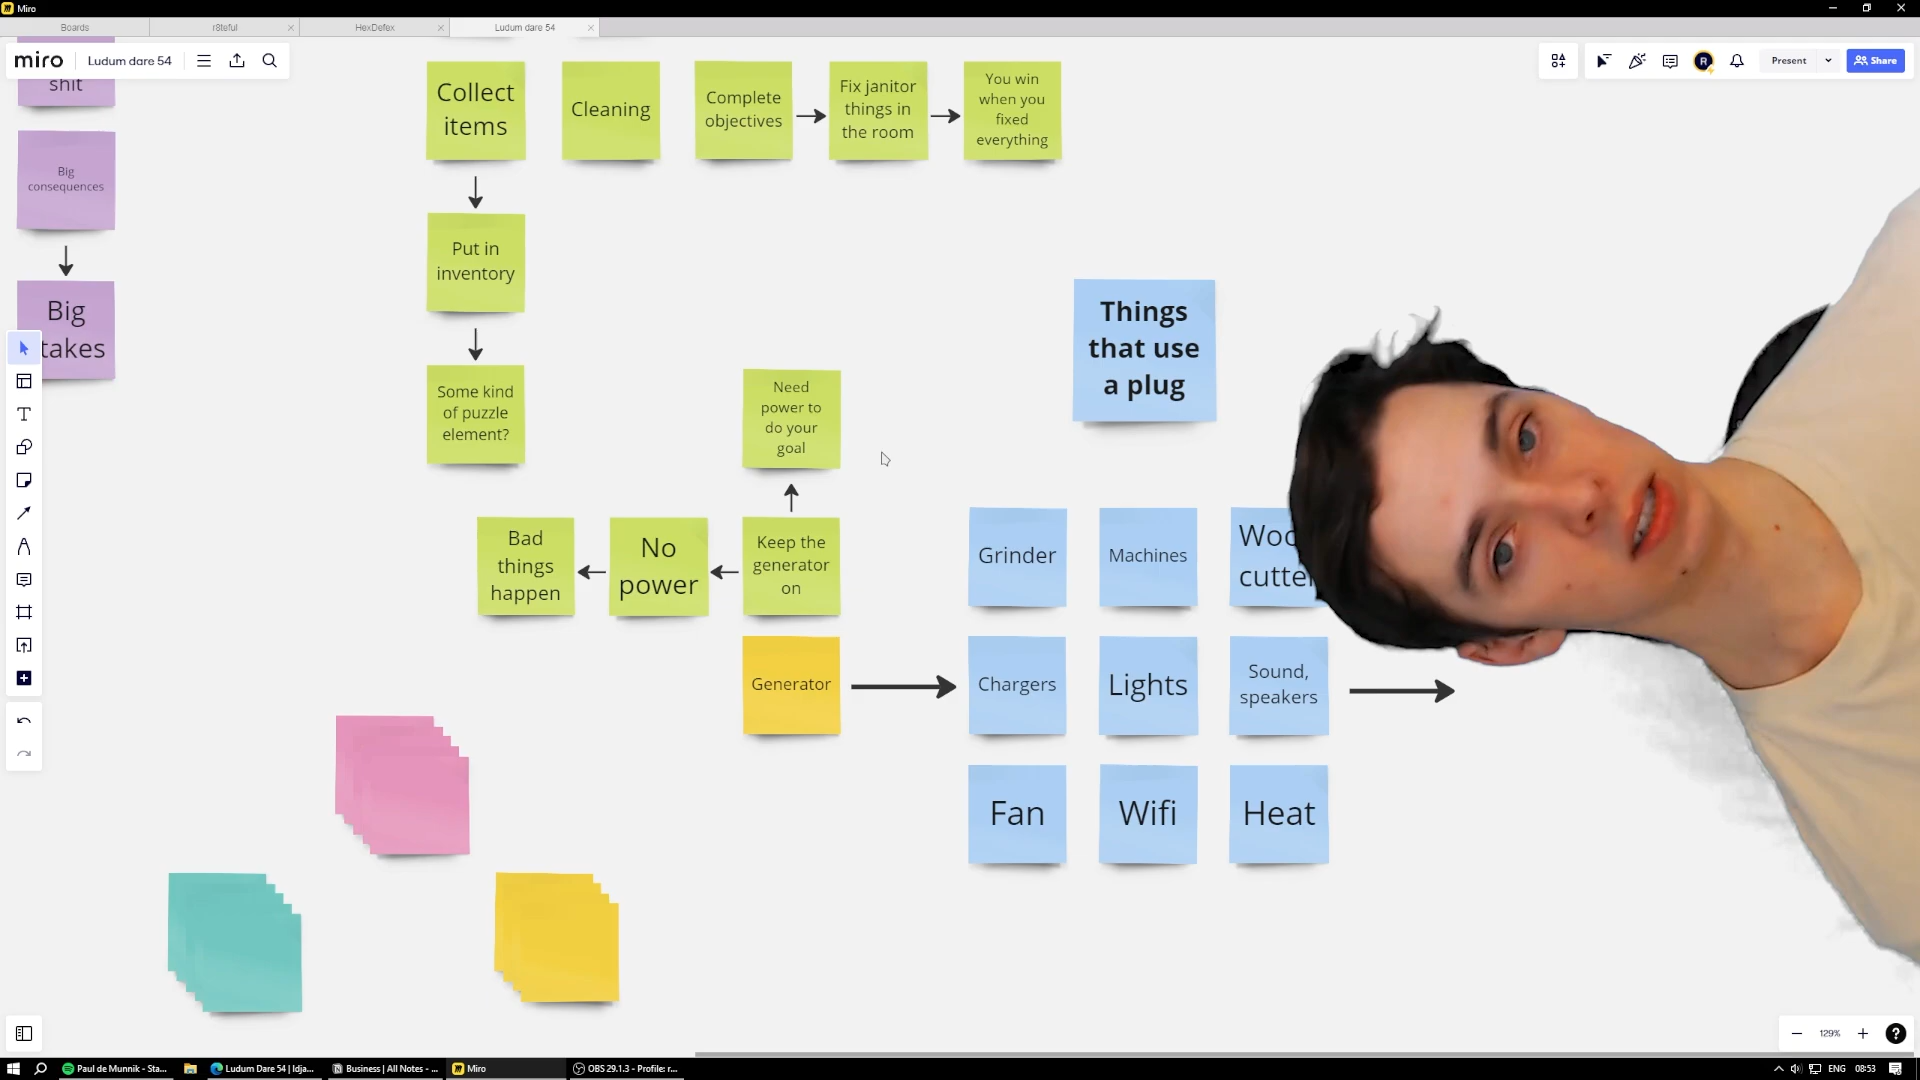 Miro
Boards
r8teful
HexDefex
Ludum dare 54
miro
Ludum dare 54
Present
Share
shit
Collect
items
Cleaning
Complete
objectives
Fix janitor
things in
the room
You win
when you
fixed
everything
Big
consequences
Put in
inventory
Big
takes
Things
that use
a plug
Some kind
of puzzle
element?
Need
power to
do your
goal
Bad
things
happen
No
power
Keep the
generator
on
Grinder
Machines
cutte
Generator
Chargers
Lights
Sound,
speakers
Fan
Wifi
Heat
129%
Paul de Munnik - Sta...
Ludum Dare 54 | ldja...
Business | All Notes - ...
Miro
OBS 29.1.3 - Profile: r...
ENG
08:53